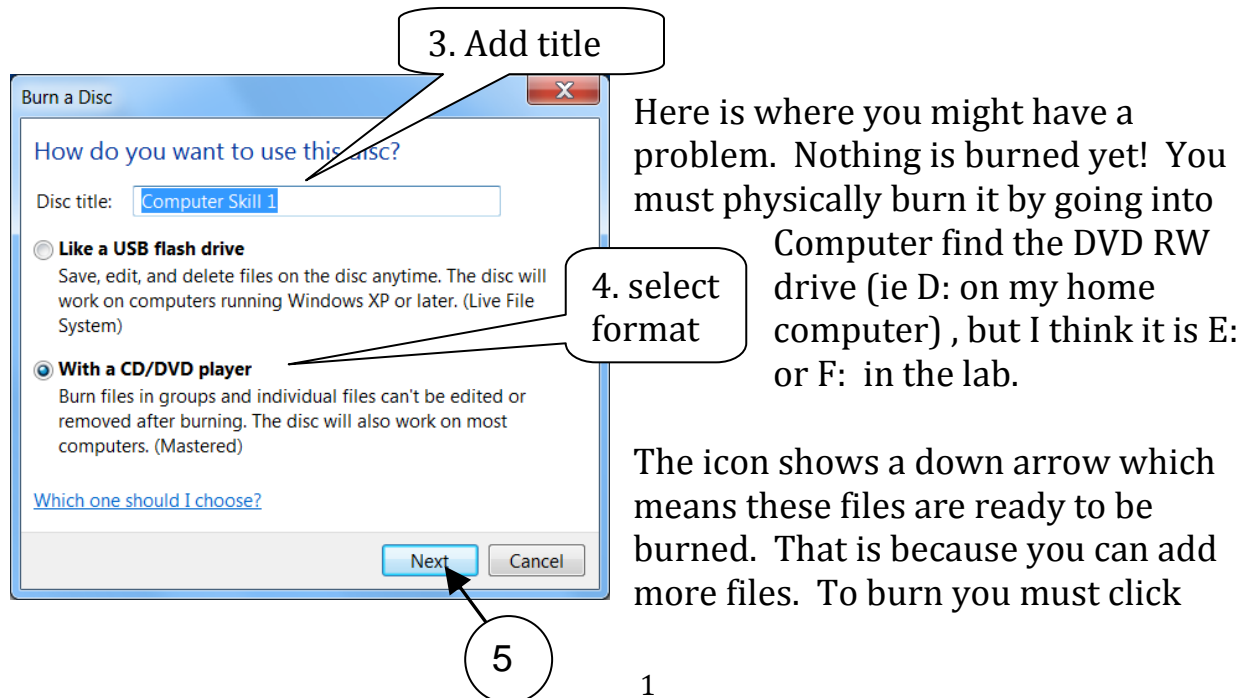 3. Add title
Burn a Disc
How do you want to use this disc?
Disc title: Computer Skill 1
Like a USB flash drive
Save, edit, and delete files on the disc anytime. The disc will
work on computers running Windows XP or later. (Live File
System)
4. select
format
With a CD/DVD player
Burn files in groups and individual files can't be edited or
removed after burning. The disc will also work on most
computers. (Mastered)
Which one should I choose?
Next Cancel
5
Here is where you might have a
problem. Nothing is burned yet! You
must physically burn it by going into
Computer find the DVD RW
drive (ie D: on my home
computer) , but I think it is E:
or F: in the lab.
The icon shows a down arrow which
means these files are ready to be
burned. That is because you can add
more files. To burn you must click
1